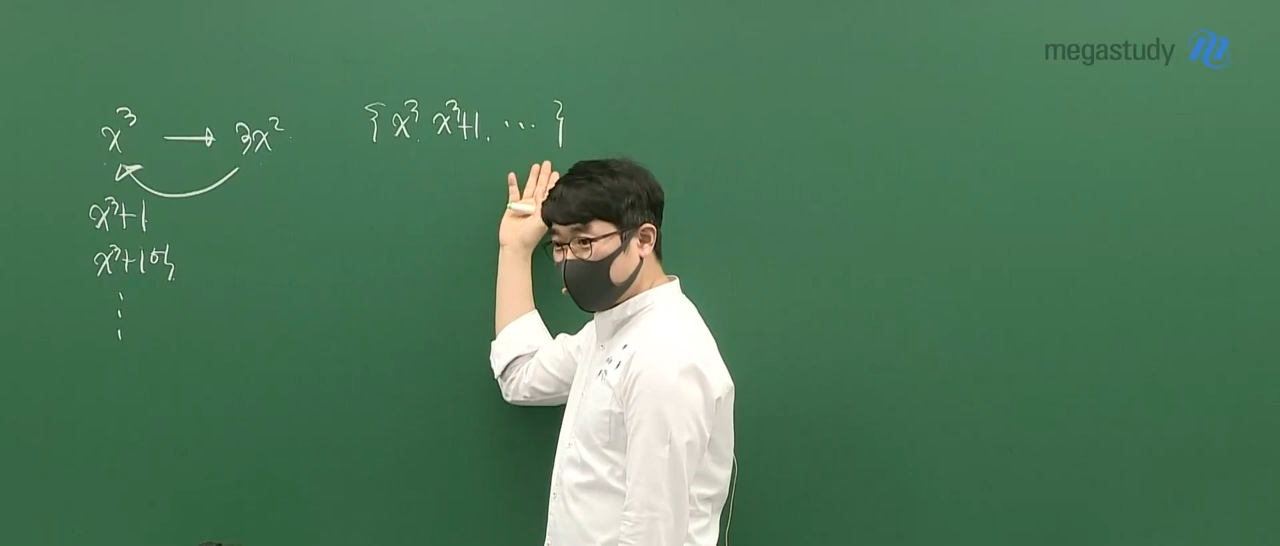 megastudy
x³ → 3x²
{ x³, x³+1, ⋯ }
x³+1
x³+1억
⋮